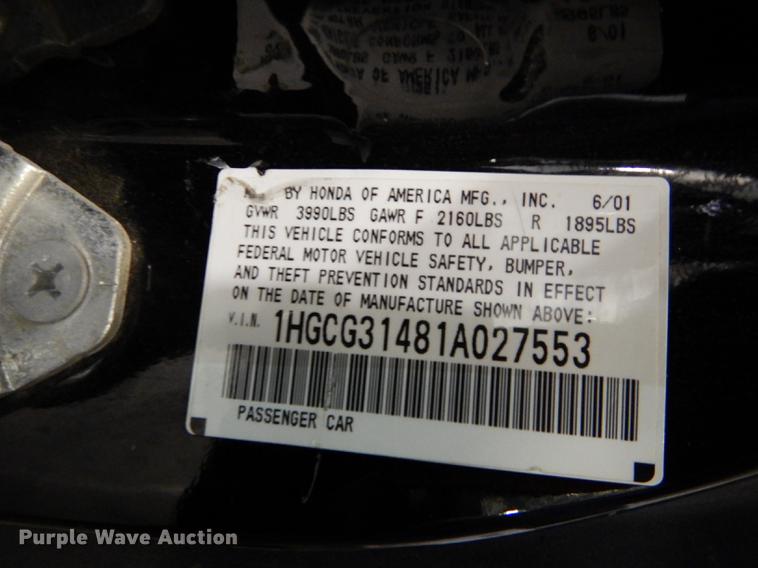 BY HONDA OF AMERICA MFG., INC. 6/01
GVWR 3990LBS GAWR F 2160LBS R 1895LBS
THIS VEHICLE CONFORMS TO ALL APPLICABLE
FEDERAL MOTOR VEHICLE SAFETY, BUMPER,
AND THEFT PREVENTION STANDARDS IN EFFECT
ON THE DATE OF MANUFACTURE SHOWN ABOVE:
V.I.N. 1HGCG31481A027553
PASSENGER CAR
Purple Wave Auction